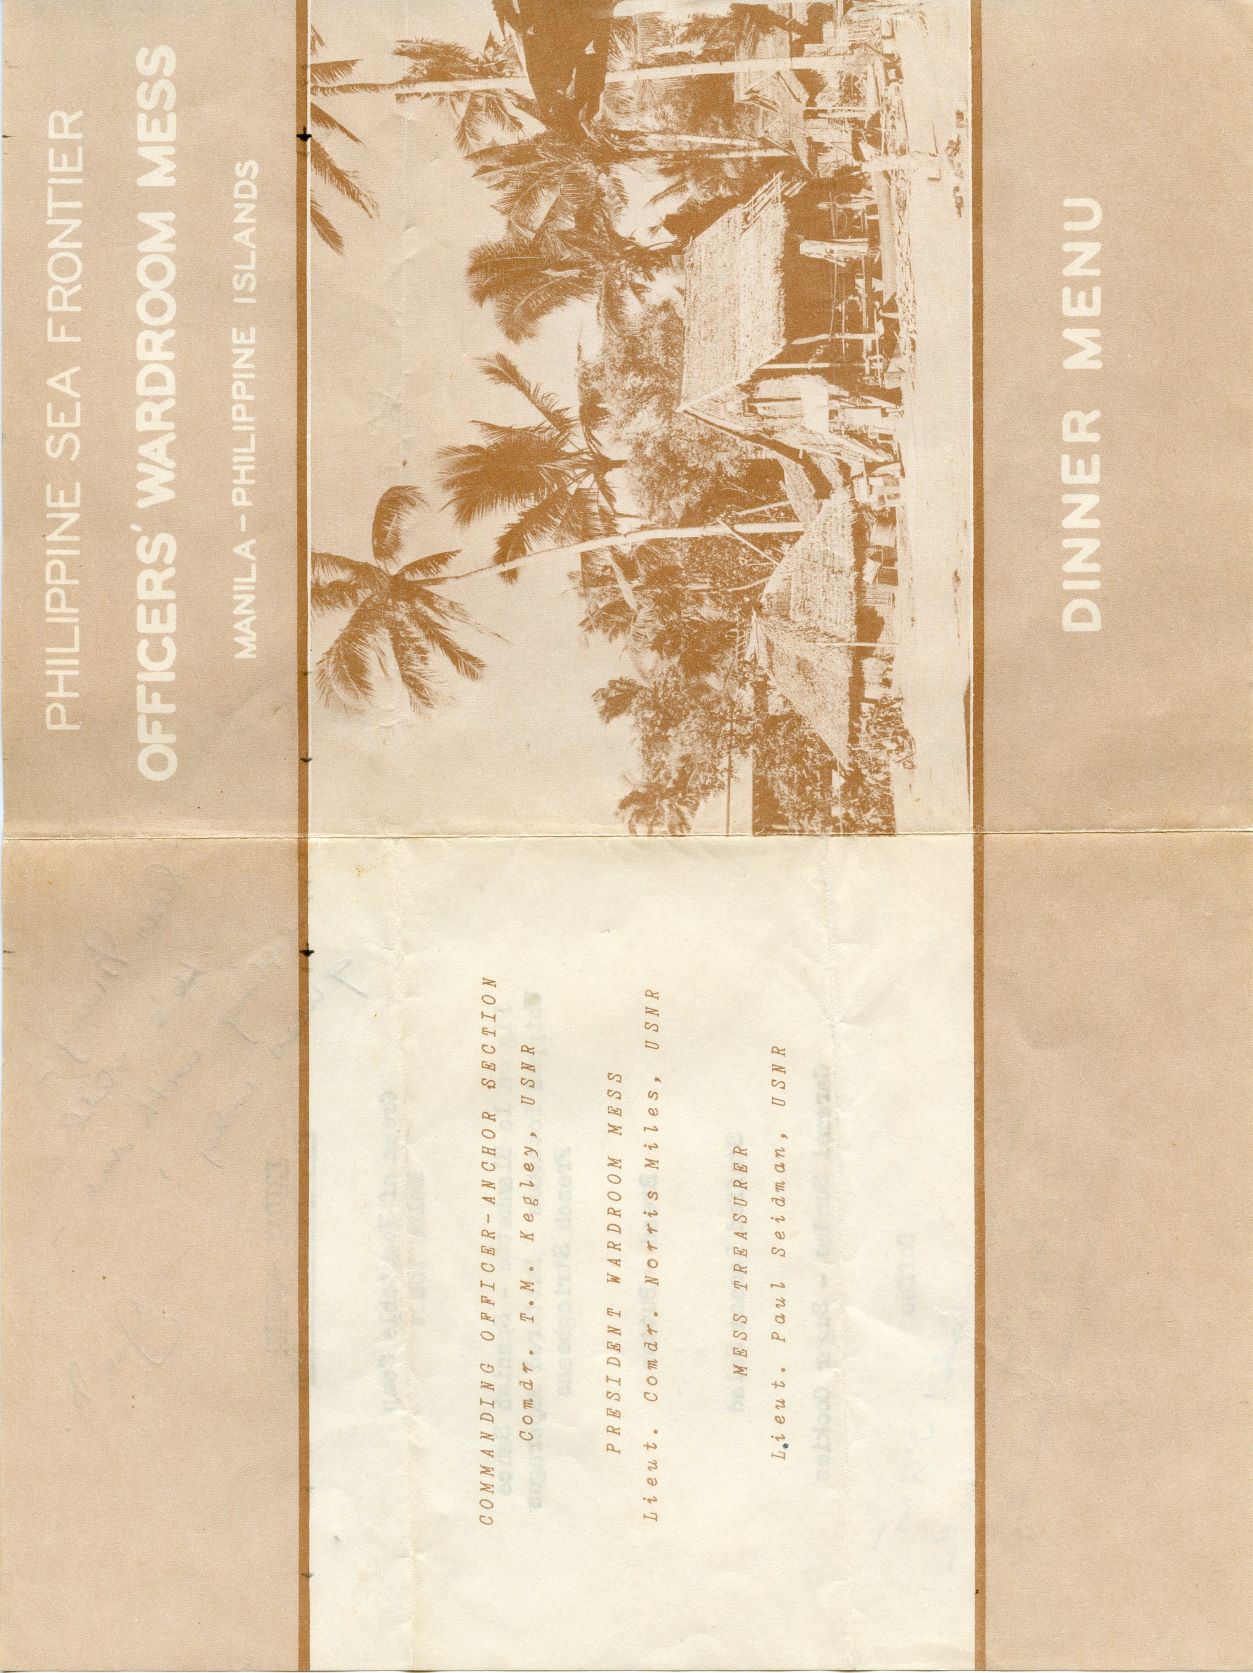 COMMANDING OFFICER-ANCHOR SECTION
Comdr. T.M. Kegley, USNR
PRESIDENT WARDROOM MESS
Lieut. Comdr. Norris Miles, USNR
MESS TREASURER
Lieut. Paul Seidman, USNR
PHILIPPINE SEA FRONTIER
OFFICERS' WARDROOM MESS
MANILA-PHILIPPINE ISLANDS
DINNER MENU